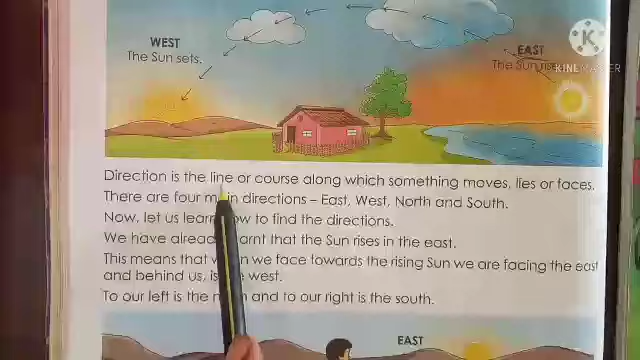 WEST
The Sun sets.
EAST
The Sun rise
KINEMASTER
Direction is the line or course along which something moves, lies or faces.
There are four m in directions – East, West, North and South.
Now, let us learn how to find the directions.
We have already learnt that the Sun rises in the east.
This means that when we face towards the rising Sun we are facing the east
and behind us, is the west.
To our left is the north and to our right is the south.
EAST